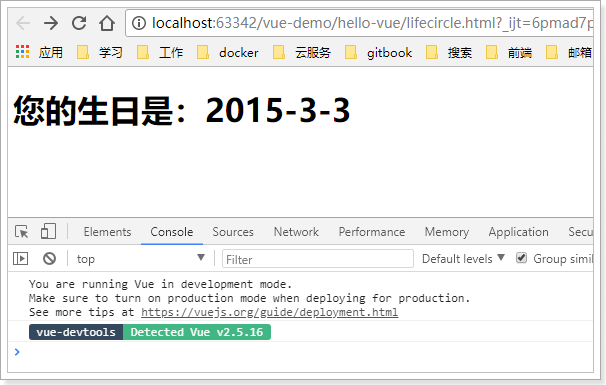 localhost:63342/vue-demo/hello-vue/lifecircle.html?_ijt=6pmad7p
应用 学习 工作 docker 云服务 gitbook 搜索 前端 邮箱
您的生日是：2015-3-3
Elements Console Sources Network Performance Memory Application Secu
top Filter Default levels Group simil
You are running Vue in development mode.
Make sure to turn on production mode when deploying for production.
See more tips at https://vuejs.org/guide/deployment.html
vue-devtools Detected Vue v2.5.16